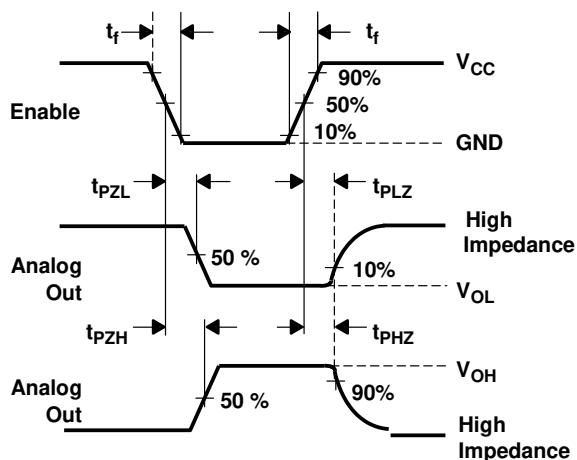 tf tf
VCC
90%
Enable 50%
10%
GND
tPZL tPLZ
High
Impedance
50 %
Analog
Out
10%
VOL
tPZH tPHZ
VOH
Analog
Out
50 % 90%
High
Impedance